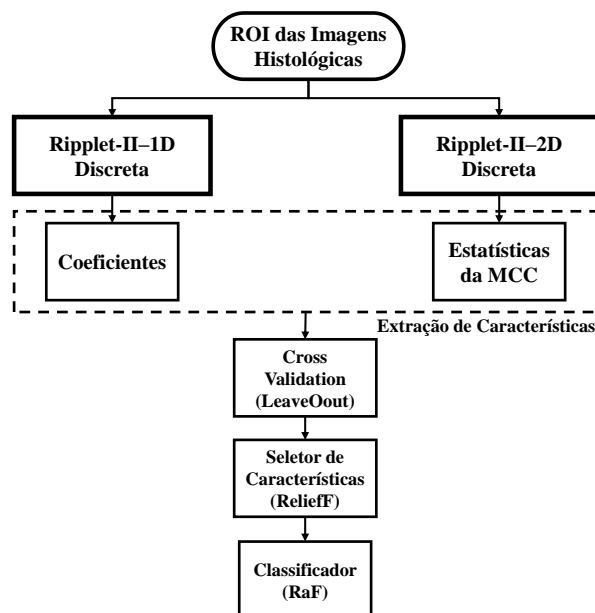 ROI das Imagens
Histológicas
Ripplet-II–1D
Discreta
Ripplet-II–2D
Discreta
Coeficientes
Estatísticas
da MCC
Extração de Características
Cross
Validation
(LeaveOout)
Seletor de
Características
(ReliefF)
Classificador
(RaF)